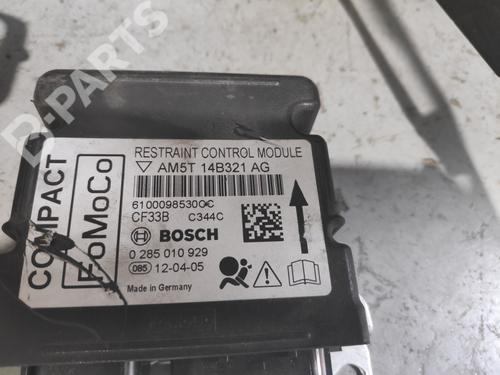 D-PARTS
COMPACT
FoMoCo
RESTRAINT CONTROL MODULE
AM5T 14B321 AG
6100098530QC
CF33B C344C
BOSCH
0 285 010 929
085 12-04-05
Made in Germany